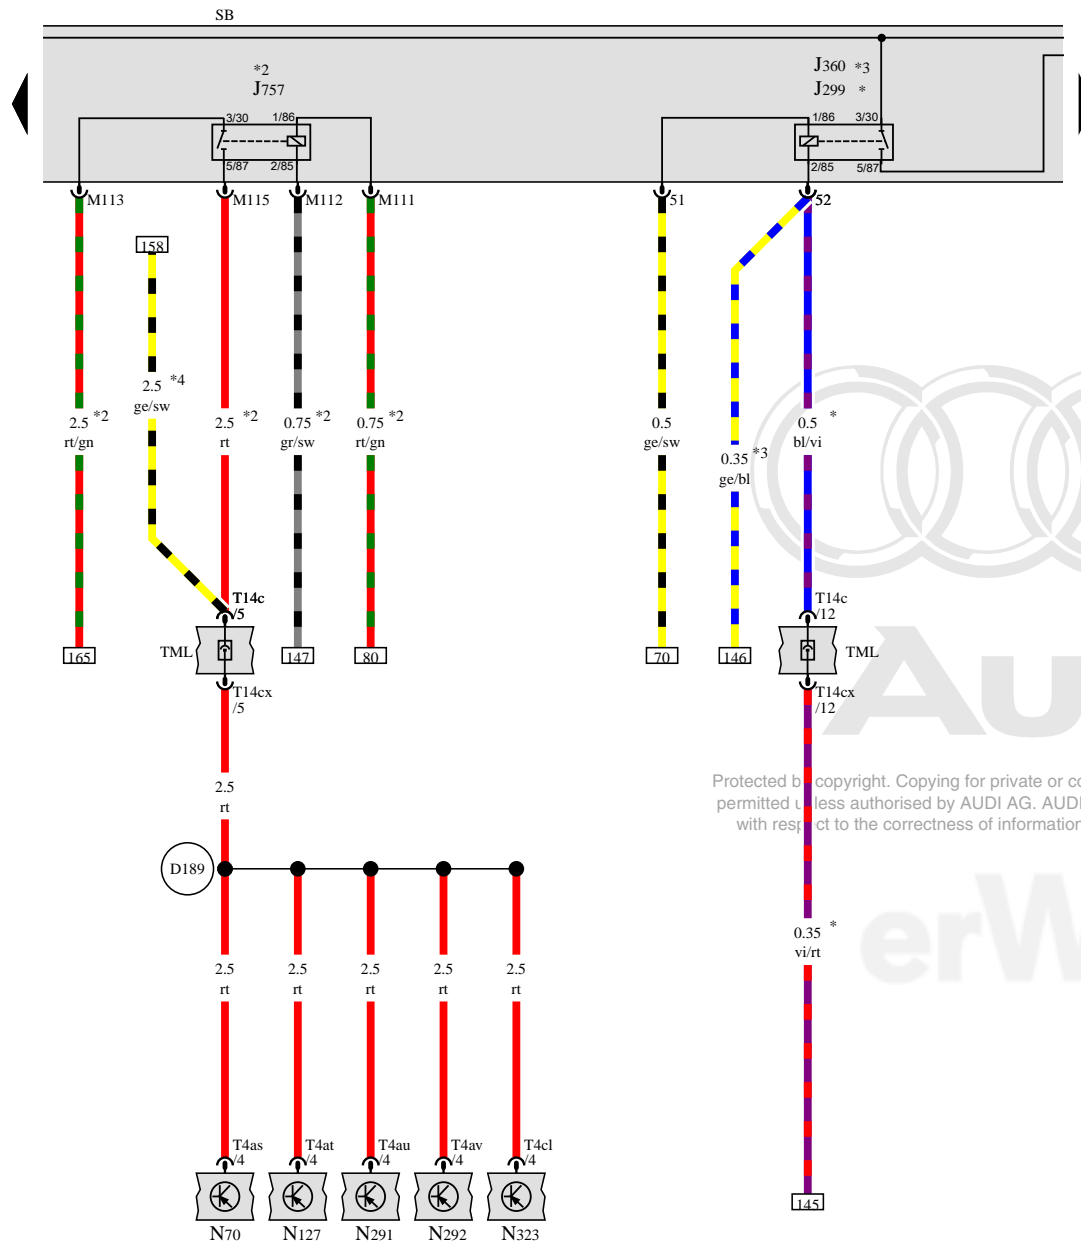 SB
*2
J757
J360 *3
J299 *
3/30 1/86
1/86 3/30
5/87 2/85
2/85 5/87
M113
M115
M112
M111
51
52
158
2.5 *4
ge/sw
2.5 *2
rt/gn
2.5 *2
rt
0.75 *2
gr/sw
0.75 *2
rt/gn
0.5
ge/sw
0.35 *3
ge/bl
0.5 *
bl/vi
T14c
/5
T14c
/12
165
TML
147
80
70
146
TML
T14cx
/5
T14cx
/12
Au
2.5
rt
Protected b copyright. Copying for private or co
permitted u less authorised by AUDI AG. AUDI
with resp ct to the correctness of information
D189
erW
0.35 *
vi/rt
2.5
rt
2.5
rt
2.5
rt
2.5
rt
2.5
rt
T4as
/4
T4at
/4
T4au
/4
T4av
/4
T4cl
/4
145
N70
N127
N291
N292
N323